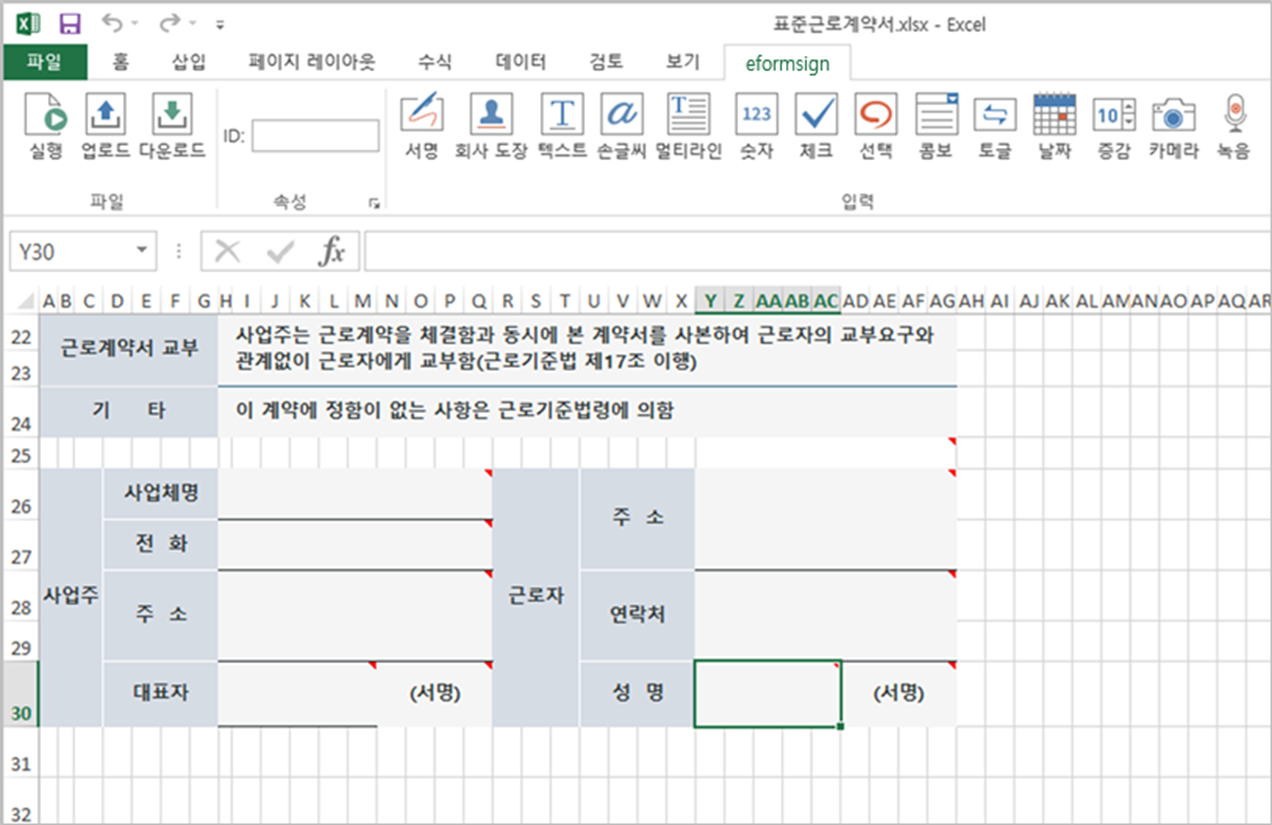 표준근로계약서.xlsx - Excel
파일 홈 삽입 페이지 레이아웃 수식 데이터 검토 보기 eformsign
ID:
T a T 123 10
실행 업로드 다운로드 서명 회사 도장 텍스트 손글씨 멀티라인 숫자 체크 선택 콤보 토글 날짜 증감 카메라 녹음
파일 속성 입력
Y30 fx
A B C D E F G H I J K L M N O P Q R S T U V W X Y Z AA AB AC AD AE AF AG AH AI AJ AK AL AM AN AO AP AQ AR
22
23
근로계약서 교부
사업주는 근로계약을 체결함과 동시에 본 계약서를 사본하여 근로자의 교부요구와
관계없이 근로자에게 교부함(근로기준법 제17조 이행)
24 기 타 이 계약에 정함이 없는 사항은 근로기준법령에 의함
25
26 사업체명 주 소
27 전 화
사업주 근로자
28 주 소 연락처
29
30 대표자 (서명) 성 명 (서명)
31
32